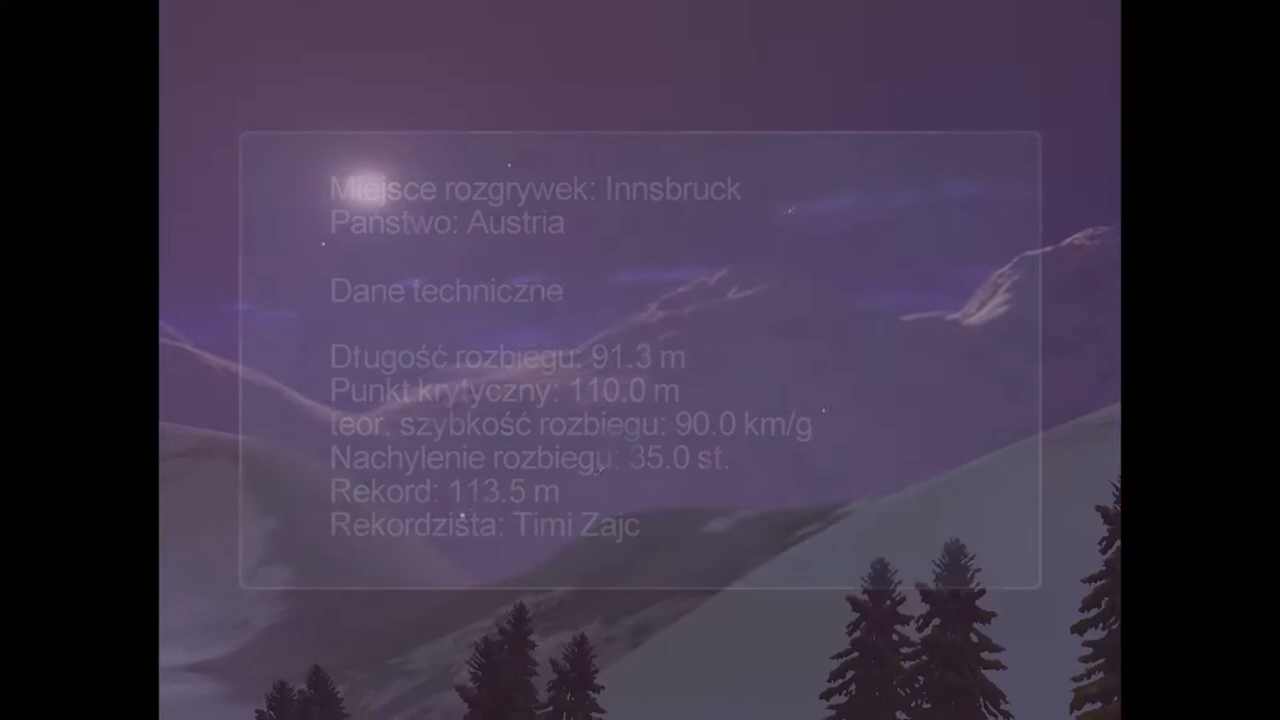 Miejsce rozgrywek: Innsbruck
Państwo: Austria
Dane techniczne
Długość rozbiegu: 91.3 m
Punkt krytyczny: 110.0 m
teor. szybkość rozbiegu: 90.0 km/g
Nachylenie rozbiegu: 35.0 st.
Rekord: 113.5 m
Rekordzista: Timi Zajc